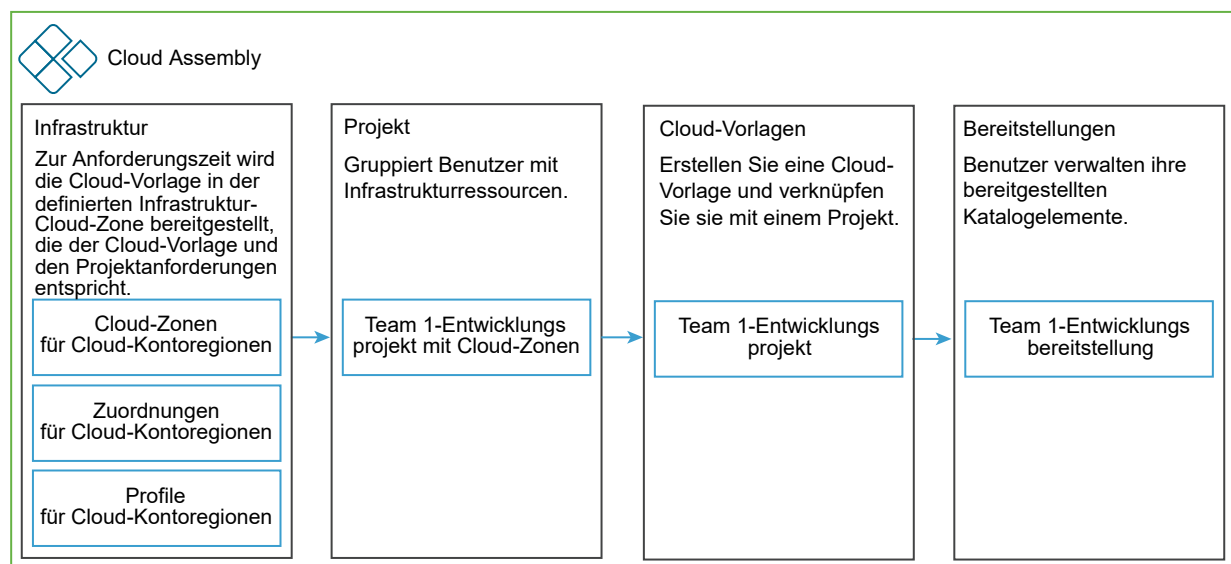 Cloud Assembly
Infrastruktur
Zur Anforderungszeit wird
die Cloud-Vorlage in der
definierten Infrastruktur-
Cloud-Zone bereitgestellt,
die der Cloud-Vorlage und
den Projektanforderungen
entspricht.
Cloud-Zonen
für Cloud-Kontoregionen
Zuordnungen
für Cloud-Kontoregionen
Profile
für Cloud-Kontoregionen
Projekt
Gruppiert Benutzer mit
Infrastrukturressourcen.
Team 1-Entwicklungs
projekt mit Cloud-Zonen
Cloud-Vorlagen
Erstellen Sie eine Cloud-
Vorlage und verknüpfen
Sie sie mit einem Projekt.
Team 1-Entwicklungs
projekt
Bereitstellungen
Benutzer verwalten ihre
bereitgestellten
Katalogelemente.
Team 1-Entwicklungs
bereitstellung